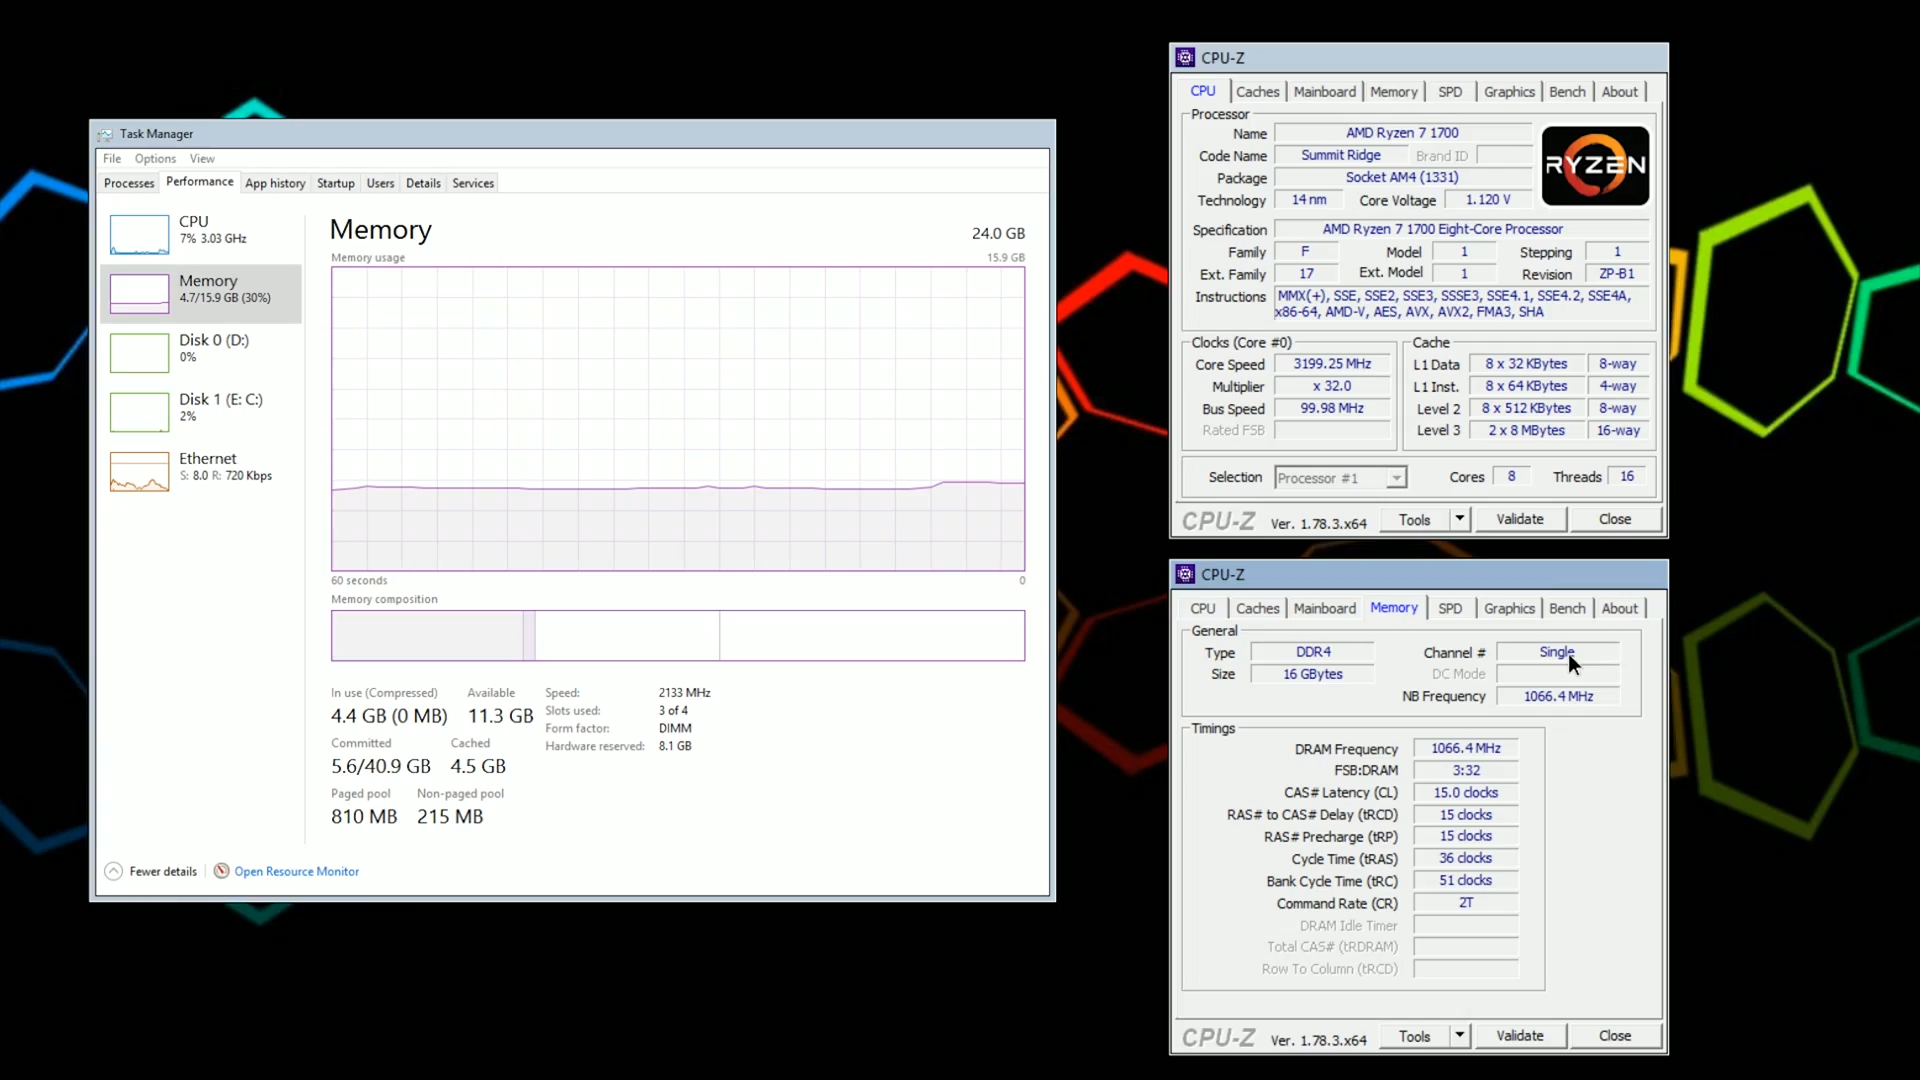 Task Manager
File Options View
Processes Performance App history Startup Users Details Services
CPU
7% 3.03 GHz
Memory
4.7/15.9 GB (30%)
Disk 0 (D:)
0%
Disk 1 (E: C:)
2%
Ethernet
S: 8.0 R: 720 Kbps
Memory 24.0 GB
Memory usage 15.9 GB
60 seconds 0
Memory composition
In use (Compressed) Available
4.4 GB (0 MB) 11.3 GB
Committed Cached
5.6/40.9 GB 4.5 GB
Paged pool Non-paged pool
810 MB 215 MB
Speed: 2133 MHz
Slots used: 3 of 4
Form factor: DIMM
Hardware reserved: 8.1 GB
Fewer details Open Resource Monitor
CPU-Z
CPU Caches Mainboard Memory SPD Graphics Bench About
Processor
Name AMD Ryzen 7 1700
Code Name Summit Ridge Brand ID
Package Socket AM4 (1331)
Technology 14 nm Core Voltage 1.120 V
RYZEN
Specification AMD Ryzen 7 1700 Eight-Core Processor
Family F Model 1 Stepping 1
Ext. Family 17 Ext. Model 1 Revision ZP-B1
Instructions MMX(+), SSE, SSE2, SSE3, SSSE3, SSE4.1, SSE4.2, SSE4A,
x86-64, AMD-V, AES, AVX, AVX2, FMA3, SHA
Clocks (Core #0)
Core Speed 3199.25 MHz
Multiplier x 32.0
Bus Speed 99.98 MHz
Rated FSB
Cache
L1 Data 8 x 32 KBytes 8-way
L1 Inst. 8 x 64 KBytes 4-way
Level 2 8 x 512 KBytes 8-way
Level 3 2 x 8 MBytes 16-way
Selection Processor #1 Cores 8 Threads 16
CPU-Z Ver. 1.78.3.x64 Tools Validate Close
CPU-Z
CPU Caches Mainboard Memory SPD Graphics Bench About
General
Type DDR4 Channel # Single
Size 16 GBytes DC Mode
NB Frequency 1066.4 MHz
Timings
DRAM Frequency 1066.4 MHz
FSB:DRAM 3:32
CAS# Latency (CL) 15.0 clocks
RAS# to CAS# Delay (tRCD) 15 clocks
RAS# Precharge (tRP) 15 clocks
Cycle Time (tRAS) 36 clocks
Bank Cycle Time (tRC) 51 clocks
Command Rate (CR) 2T
DRAM Idle Timer
Total CAS# (tRDRAM)
Row To Column (tRCD)
CPU-Z Ver. 1.78.3.x64 Tools Validate Close